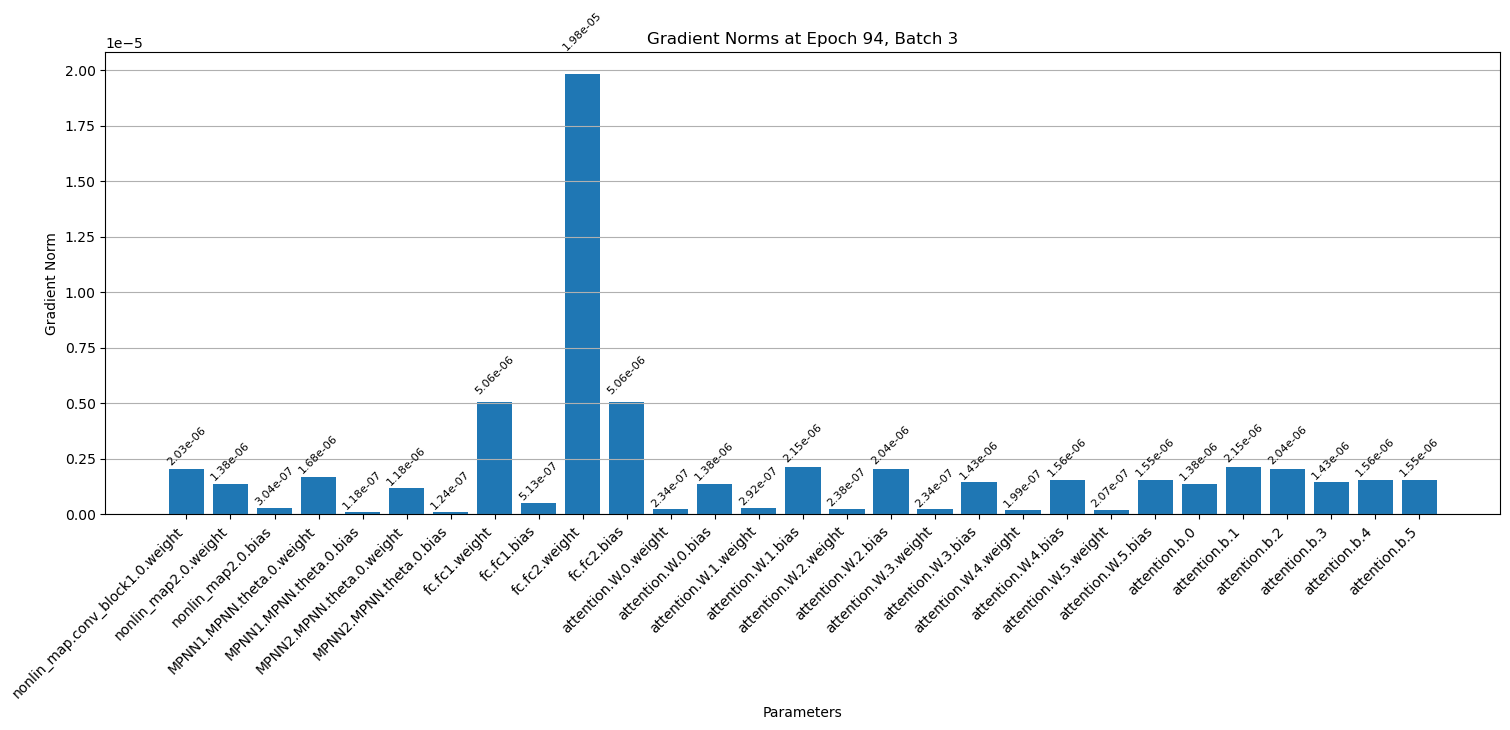 Gradient Norms at Epoch 94, Batch 3
1e−5
Gradient Norm
2.00
1.75
1.50
1.25
1.00
0.75
0.50
0.25
0.00
2.03e-06
1.38e-06
3.04e-07
1.68e-06
1.18e-07
1.18e-06
1.24e-07
5.06e-06
5.13e-07
1.98e-05
5.06e-06
2.34e-07
1.38e-06
2.92e-07
2.15e-06
2.38e-07
2.04e-06
2.34e-07
1.43e-06
1.99e-07
1.56e-06
2.07e-07
1.55e-06
1.38e-06
2.15e-06
2.04e-06
1.43e-06
1.56e-06
1.55e-06
nonlin_map.conv_block1.0.weight
nonlin_map2.0.weight
nonlin_map2.0.bias
MPNN1.MPNN.theta.0.weight
MPNN1.MPNN.theta.0.bias
MPNN2.MPNN.theta.0.weight
MPNN2.MPNN.theta.0.bias
fc.fc1.weight
fc.fc1.bias
fc.fc2.weight
fc.fc2.bias
attention.W.0.weight
attention.W.0.bias
attention.W.1.weight
attention.W.1.bias
attention.W.2.weight
attention.W.2.bias
attention.W.3.weight
attention.W.3.bias
attention.W.4.weight
attention.W.4.bias
attention.W.5.weight
attention.W.5.bias
attention.b.0
attention.b.1
attention.b.2
attention.b.3
attention.b.4
attention.b.5
Parameters